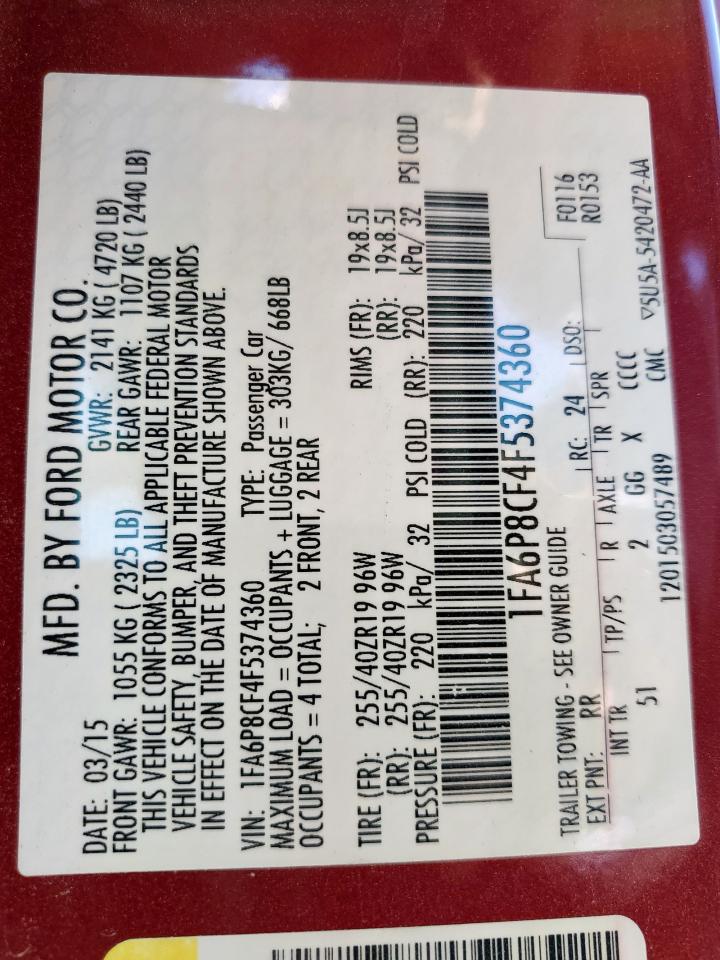 MFD. BY FORD MOTOR CO.
DATE: 03/15 GVWR: 2141 KG ( 4720 LB)
FRONT GAWR: 1055 KG ( 2325 LB) REAR GAWR: 1107 KG ( 2440 LB)
THIS VEHICLE CONFORMS TO ALL APPLICABLE FEDERAL MOTOR
VEHICLE SAFETY, BUMPER, AND THEFT PREVENTION STANDARDS
IN EFFECT ON THE DATE OF MANUFACTURE SHOWN ABOVE.
VIN: 1FA6P8CF4F5374360 TYPE: Passenger Car
MAXIMUM LOAD = OCCUPANTS + LUGGAGE = 303KG/ 668LB
OCCUPANTS = 4 TOTAL; 2 FRONT, 2 REAR
TIRE (FR): 255/40ZR19 96W RIMS (FR): 19x8.5J
(RR): 255/40ZR19 96W (RR): 19x8.5J
PRESSURE (FR): 220 kPa/ 32 PSI COLD (RR): 220 kPa/ 32 PSI COLD
1FA6P8CF4F5374360
TRAILER TOWING - SEE OWNER GUIDE F0116
EXT PNT: RR RC: 24 DSO: R0153
INT TR TP/PS R AXLE TR SPR
51 2 GG X CCCC
1201503057489 CMC ▽5U5A-5420472-AA